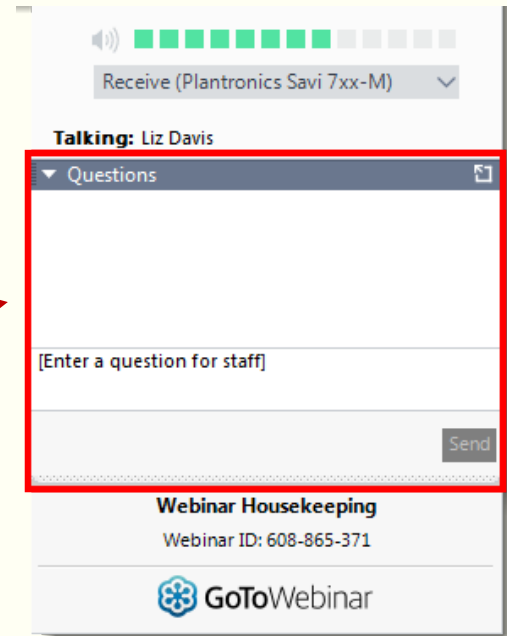 Receive (Plantronics Savi 7xx-M)
Talking: Liz Davis
Questions
[Enter a question for staff]
Send
Webinar Housekeeping
Webinar ID: 608-865-371
GoToWebinar